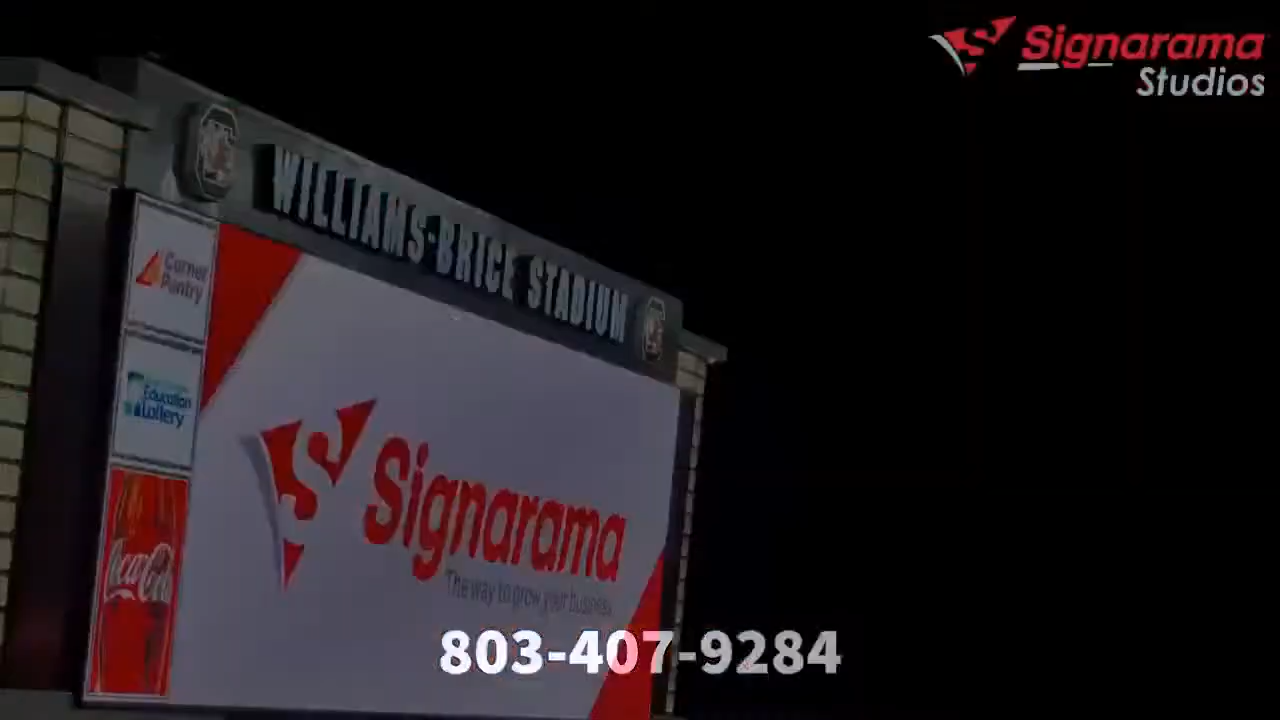 Signarama
Studios
WILLIAMS-BRICE STADIUM
Corner
Pantry
Education
Lottery
Coca-Cola
Signarama
The way to grow your business
803-407-9284